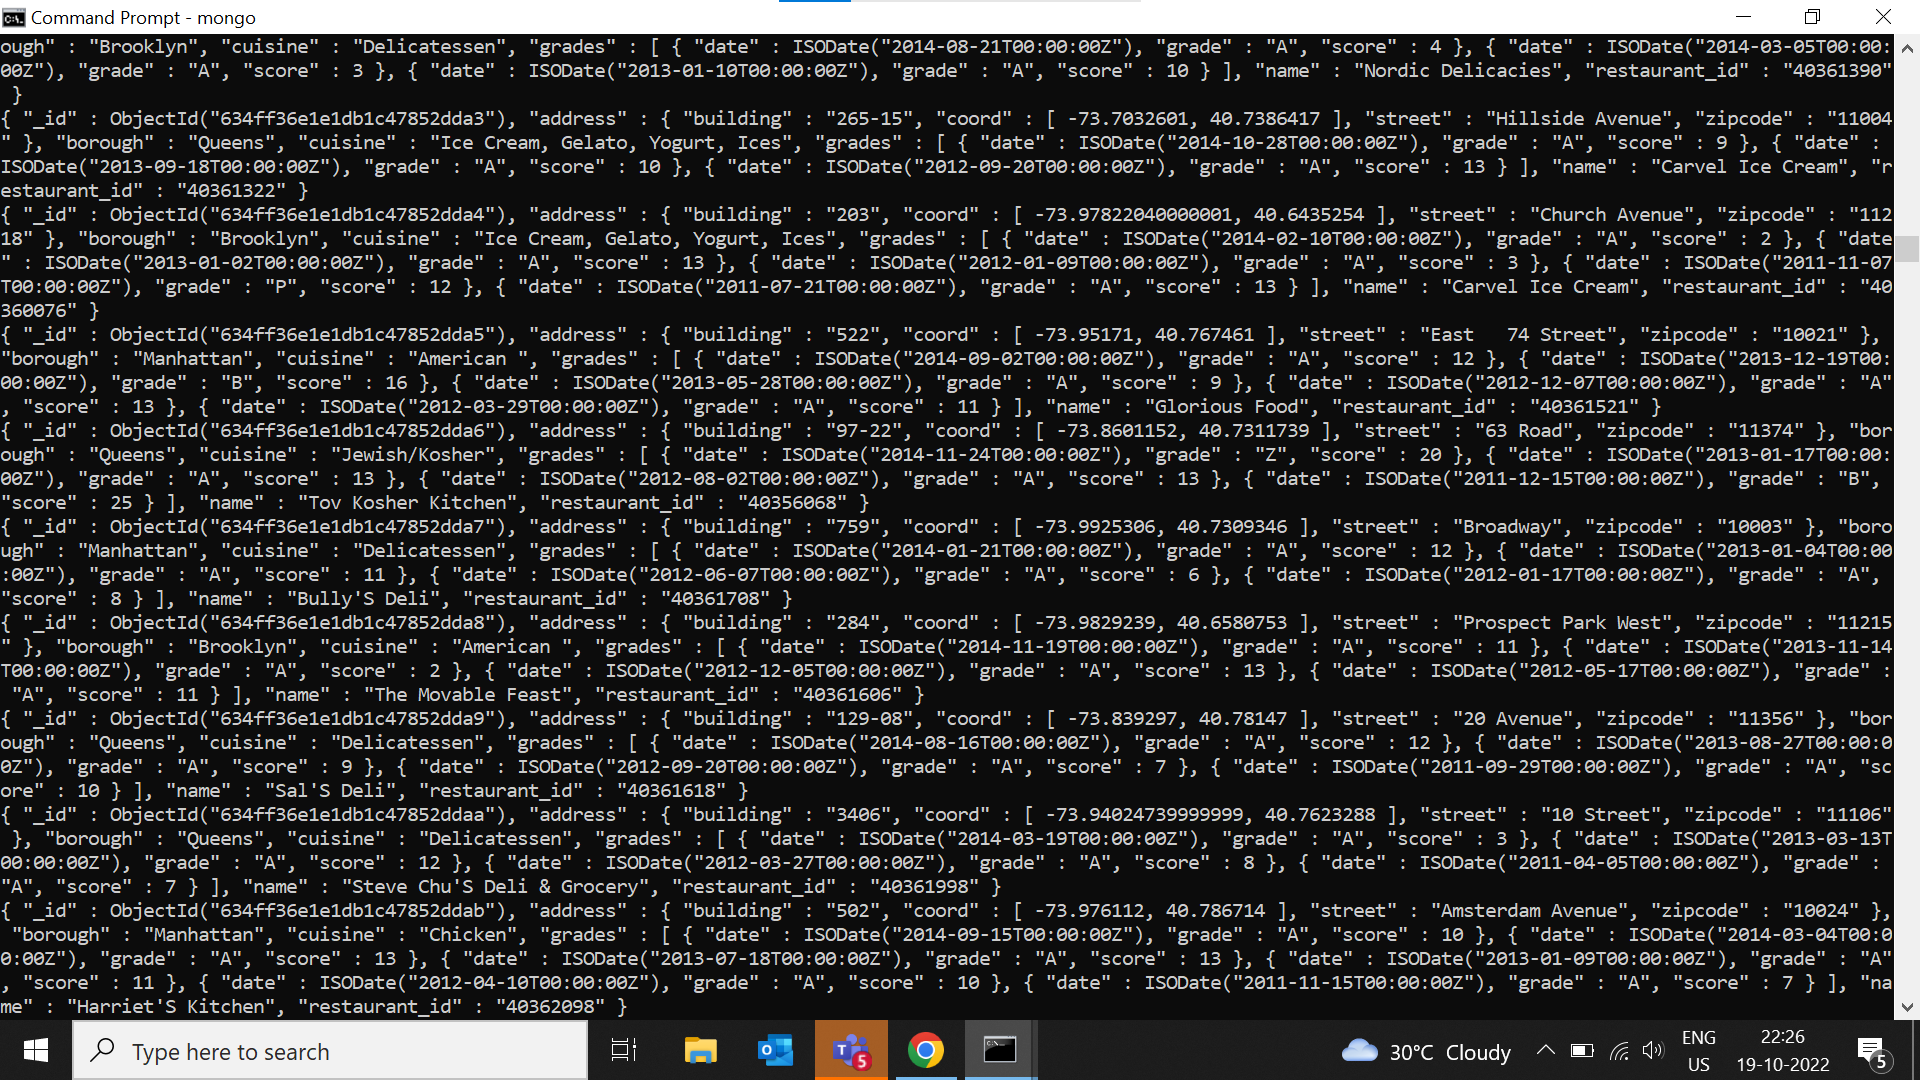 Command Prompt - mongo
ough" : "Brooklyn", "cuisine" : "Delicatessen", "grades" : [ { "date" : ISODate("2014-08-21T00:00:00Z"), "grade" : "A", "score" : 4 }, { "date" : ISODate("2014-03-05T00:00:
00Z"), "grade" : "A", "score" : 3 }, { "date" : ISODate("2013-01-10T00:00:00Z"), "grade" : "A", "score" : 10 } ], "name" : "Nordic Delicacies", "restaurant_id" : "40361390"
}
{ "_id" : ObjectId("634ff36e1e1db1c47852dda3"), "address" : { "building" : "265-15", "coord" : [ -73.7032601, 40.7386417 ], "street" : "Hillside Avenue", "zipcode" : "11004
" }, "borough" : "Queens", "cuisine" : "Ice Cream, Gelato, Yogurt, Ices", "grades" : [ { "date" : ISODate("2014-10-28T00:00:00Z"), "grade" : "A", "score" : 9 }, { "date" :
ISODate("2013-09-18T00:00:00Z"), "grade" : "A", "score" : 10 }, { "date" : ISODate("2012-09-20T00:00:00Z"), "grade" : "A", "score" : 13 } ], "name" : "Carvel Ice Cream", "r
estaurant_id" : "40361322" }
{ "_id" : ObjectId("634ff36e1e1db1c47852dda4"), "address" : { "building" : "203", "coord" : [ -73.97822040000001, 40.6435254 ], "street" : "Church Avenue", "zipcode" : "112
18" }, "borough" : "Brooklyn", "cuisine" : "Ice Cream, Gelato, Yogurt, Ices", "grades" : [ { "date" : ISODate("2014-02-10T00:00:00Z"), "grade" : "A", "score" : 2 }, { "date
" : ISODate("2013-01-02T00:00:00Z"), "grade" : "A", "score" : 13 }, { "date" : ISODate("2012-01-09T00:00:00Z"), "grade" : "A", "score" : 3 }, { "date" : ISODate("2011-11-07
T00:00:00Z"), "grade" : "P", "score" : 12 }, { "date" : ISODate("2011-07-21T00:00:00Z"), "grade" : "A", "score" : 13 } ], "name" : "Carvel Ice Cream", "restaurant_id" : "40
360076" }
{ "_id" : ObjectId("634ff36e1e1db1c47852dda5"), "address" : { "building" : "522", "coord" : [ -73.95171, 40.767461 ], "street" : "East   74 Street", "zipcode" : "10021" },
"borough" : "Manhattan", "cuisine" : "American ", "grades" : [ { "date" : ISODate("2014-09-02T00:00:00Z"), "grade" : "A", "score" : 12 }, { "date" : ISODate("2013-12-19T00:
00:00Z"), "grade" : "B", "score" : 16 }, { "date" : ISODate("2013-05-28T00:00:00Z"), "grade" : "A", "score" : 9 }, { "date" : ISODate("2012-12-07T00:00:00Z"), "grade" : "A"
, "score" : 13 }, { "date" : ISODate("2012-03-29T00:00:00Z"), "grade" : "A", "score" : 11 } ], "name" : "Glorious Food", "restaurant_id" : "40361521" }
{ "_id" : ObjectId("634ff36e1e1db1c47852dda6"), "address" : { "building" : "97-22", "coord" : [ -73.8601152, 40.7311739 ], "street" : "63 Road", "zipcode" : "11374" }, "bor
ough" : "Queens", "cuisine" : "Jewish/Kosher", "grades" : [ { "date" : ISODate("2014-11-24T00:00:00Z"), "grade" : "Z", "score" : 20 }, { "date" : ISODate("2013-01-17T00:00:
00Z"), "grade" : "A", "score" : 13 }, { "date" : ISODate("2012-08-02T00:00:00Z"), "grade" : "A", "score" : 13 }, { "date" : ISODate("2011-12-15T00:00:00Z"), "grade" : "B",
"score" : 25 } ], "name" : "Tov Kosher Kitchen", "restaurant_id" : "40356068" }
{ "_id" : ObjectId("634ff36e1e1db1c47852dda7"), "address" : { "building" : "759", "coord" : [ -73.9925306, 40.7309346 ], "street" : "Broadway", "zipcode" : "10003" }, "boro
ugh" : "Manhattan", "cuisine" : "Delicatessen", "grades" : [ { "date" : ISODate("2014-01-21T00:00:00Z"), "grade" : "A", "score" : 12 }, { "date" : ISODate("2013-01-04T00:00
:00Z"), "grade" : "A", "score" : 11 }, { "date" : ISODate("2012-06-07T00:00:00Z"), "grade" : "A", "score" : 6 }, { "date" : ISODate("2012-01-17T00:00:00Z"), "grade" : "A",
"score" : 8 } ], "name" : "Bully'S Deli", "restaurant_id" : "40361708" }
{ "_id" : ObjectId("634ff36e1e1db1c47852dda8"), "address" : { "building" : "284", "coord" : [ -73.9829239, 40.6580753 ], "street" : "Prospect Park West", "zipcode" : "11215
" }, "borough" : "Brooklyn", "cuisine" : "American ", "grades" : [ { "date" : ISODate("2014-11-19T00:00:00Z"), "grade" : "A", "score" : 11 }, { "date" : ISODate("2013-11-14
T00:00:00Z"), "grade" : "A", "score" : 2 }, { "date" : ISODate("2012-12-05T00:00:00Z"), "grade" : "A", "score" : 13 }, { "date" : ISODate("2012-05-17T00:00:00Z"), "grade" :
"A", "score" : 11 } ], "name" : "The Movable Feast", "restaurant_id" : "40361606" }
{ "_id" : ObjectId("634ff36e1e1db1c47852dda9"), "address" : { "building" : "129-08", "coord" : [ -73.839297, 40.78147 ], "street" : "20 Avenue", "zipcode" : "11356" }, "bor
ough" : "Queens", "cuisine" : "Delicatessen", "grades" : [ { "date" : ISODate("2014-08-16T00:00:00Z"), "grade" : "A", "score" : 12 }, { "date" : ISODate("2013-08-27T00:00:0
0Z"), "grade" : "A", "score" : 9 }, { "date" : ISODate("2012-09-20T00:00:00Z"), "grade" : "A", "score" : 7 }, { "date" : ISODate("2011-09-29T00:00:00Z"), "grade" : "A", "sc
ore" : 10 } ], "name" : "Sal'S Deli", "restaurant_id" : "40361618" }
{ "_id" : ObjectId("634ff36e1e1db1c47852ddaa"), "address" : { "building" : "3406", "coord" : [ -73.94024739999999, 40.7623288 ], "street" : "10 Street", "zipcode" : "11106"
}, "borough" : "Queens", "cuisine" : "Delicatessen", "grades" : [ { "date" : ISODate("2014-03-19T00:00:00Z"), "grade" : "A", "score" : 3 }, { "date" : ISODate("2013-03-13T
00:00:00Z"), "grade" : "A", "score" : 12 }, { "date" : ISODate("2012-03-27T00:00:00Z"), "grade" : "A", "score" : 8 }, { "date" : ISODate("2011-04-05T00:00:00Z"), "grade" :
"A", "score" : 7 } ], "name" : "Steve Chu'S Deli & Grocery", "restaurant_id" : "40361998" }
{ "_id" : ObjectId("634ff36e1e1db1c47852ddab"), "address" : { "building" : "502", "coord" : [ -73.976112, 40.786714 ], "street" : "Amsterdam Avenue", "zipcode" : "10024" },
"borough" : "Manhattan", "cuisine" : "Chicken", "grades" : [ { "date" : ISODate("2014-09-15T00:00:00Z"), "grade" : "A", "score" : 10 }, { "date" : ISODate("2014-03-04T00:0
0:00Z"), "grade" : "A", "score" : 13 }, { "date" : ISODate("2013-07-18T00:00:00Z"), "grade" : "A", "score" : 13 }, { "date" : ISODate("2013-01-09T00:00:00Z"), "grade" : "A"
, "score" : 11 }, { "date" : ISODate("2012-04-10T00:00:00Z"), "grade" : "A", "score" : 10 }, { "date" : ISODate("2011-11-15T00:00:00Z"), "grade" : "A", "score" : 7 } ], "na
me" : "Harriet'S Kitchen", "restaurant_id" : "40362098" }
Type here to search
5
30°C Cloudy
ENG
US
22:26
19-10-2022
5